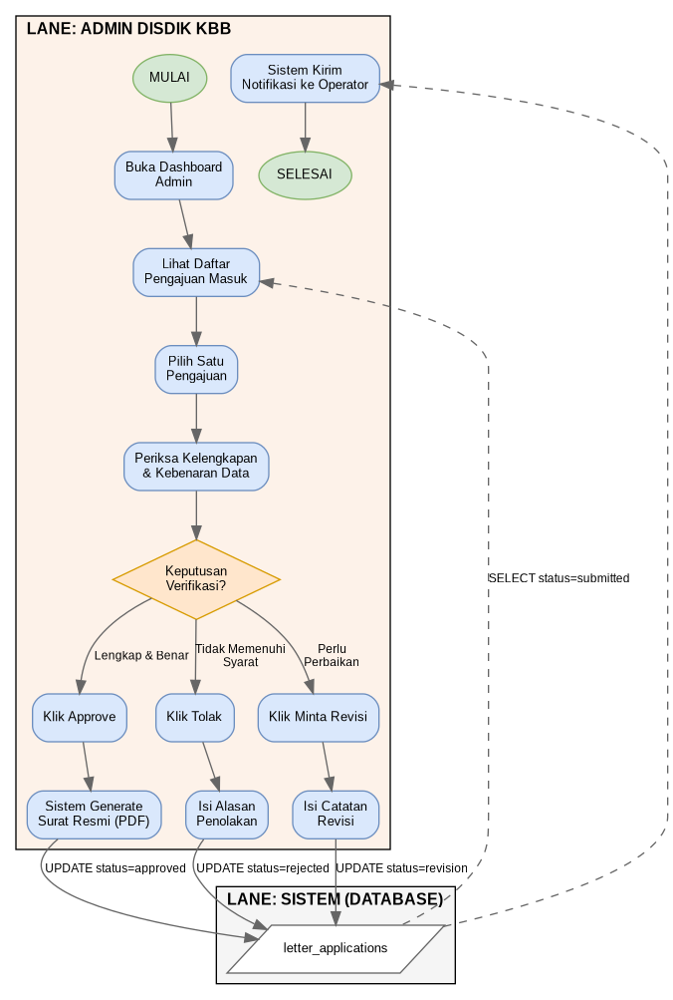 LANE: ADMIN DISDIK KBB
MULAI
Sistem Kirim
Notifikasi ke Operator
Buka Dashboard
Admin
SELESAI
Lihat Daftar
Pengajuan Masuk
Pilih Satu
Pengajuan
Periksa Kelengkapan
& Kebenaran Data
Keputusan
Verifikasi?
SELECT status=submitted
Lengkap & Benar
Tidak Memenuhi
Syarat
Perlu
Perbaikan
Klik Approve
Klik Tolak
Klik Minta Revisi
Sistem Generate
Surat Resmi (PDF)
Isi Alasan
Penolakan
Isi Catatan
Revisi
UPDATE status=approved
UPDATE status=rejected
UPDATE status=revision
LANE: SISTEM (DATABASE)
letter_applications